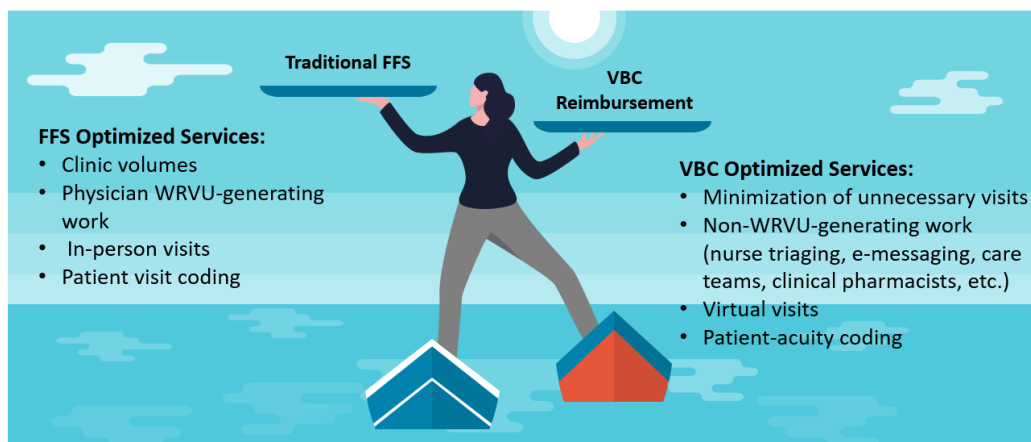 Traditional FFS
VBC
Reimbursement
FFS Optimized Services:
• Clinic volumes
• Physician WRVU-generating
work
• In-person visits
• Patient visit coding
VBC Optimized Services:
• Minimization of unnecessary visits
• Non-WRVU-generating work
(nurse triaging, e-messaging, care
teams, clinical pharmacists, etc.)
• Virtual visits
• Patient-acuity coding